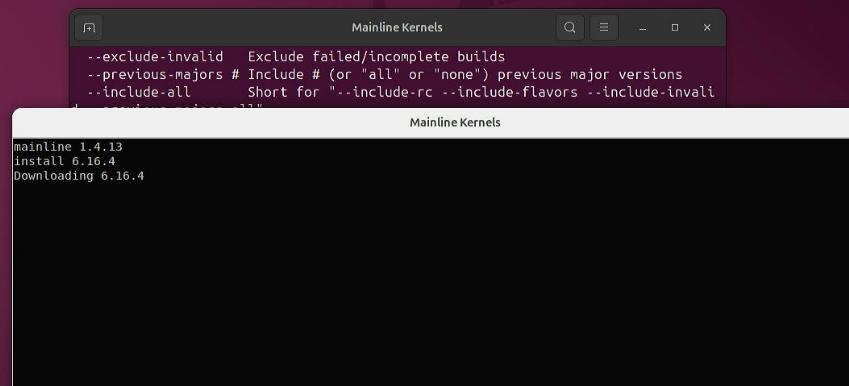 Mainline Kernels
--exclude-invalid   Exclude failed/incomplete builds
--previous-majors # Include # (or "all" or "none") previous major versions
--include-all       Short for "--include-rc --include-flavors --include-invali
Mainline Kernels
mainline 1.4.13
install 6.16.4
Downloading 6.16.4